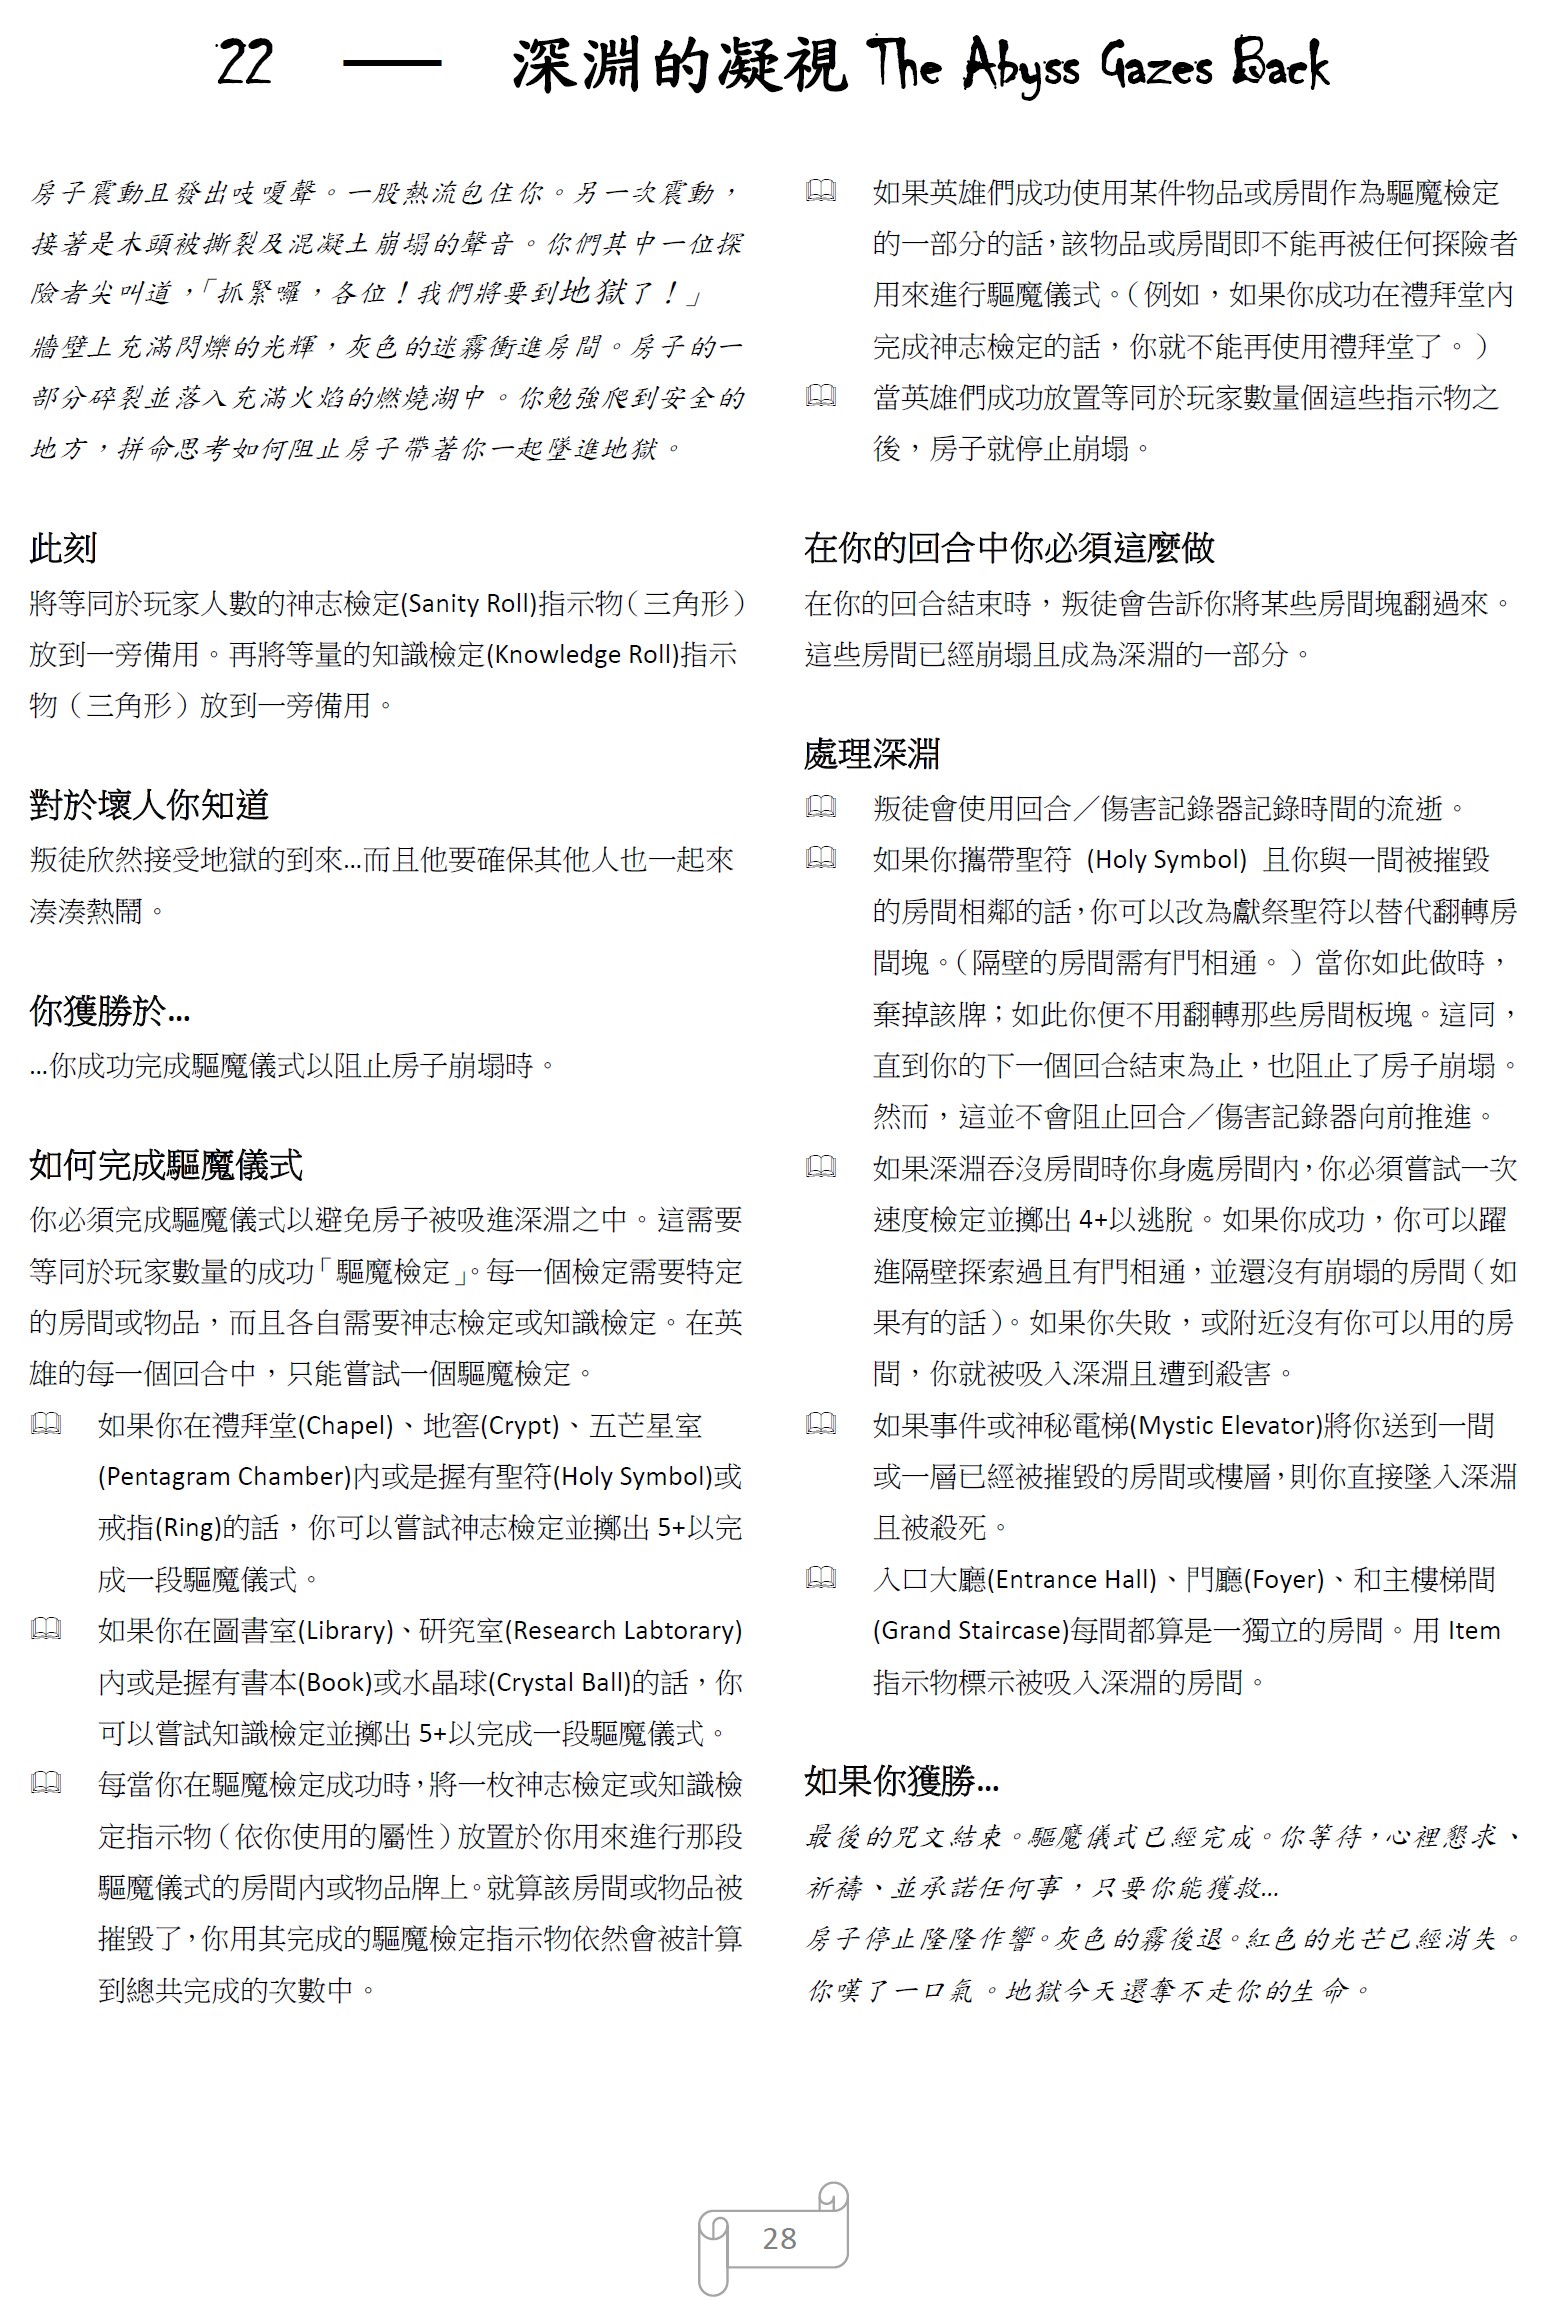 22 — 深淵的凝視 The Abyss Gazes Back
房子震動且發出吱嗄聲。一股熱流包住你。另一次震動，
接著是木頭被撕裂及混凝土崩塌的聲音。你們其中一位探
險者尖叫道，「抓緊囉，各位！我們將要到地獄了！」
牆壁上充滿閃爍的光輝，灰色的迷霧衝進房間。房子的一
部分碎裂並落入充滿火焰的燃燒湖中。你勉強爬到安全的
地方，拼命思考如何阻止房子帶著你一起墜進地獄。
此刻
將等同於玩家人數的神志檢定(Sanity Roll)指示物（三角形）
放到一旁備用。再將等量的知識檢定(Knowledge Roll)指示
物（三角形）放到一旁備用。
對於壞人你知道
叛徒欣然接受地獄的到來…而且他要確保其他人也一起來
湊湊熱鬧。
你獲勝於…
…你成功完成驅魔儀式以阻止房子崩塌時。
如何完成驅魔儀式
你必須完成驅魔儀式以避免房子被吸進深淵之中。這需要
等同於玩家數量的成功「驅魔檢定」。每一個檢定需要特定
的房間或物品，而且各自需要神志檢定或知識檢定。在英
雄的每一個回合中，只能嘗試一個驅魔檢定。
如果你在禮拜堂(Chapel)、地窖(Crypt)、五芒星室
(Pentagram Chamber)內或是握有聖符(Holy Symbol)或
戒指(Ring)的話，你可以嘗試神志檢定並擲出 5+以完
成一段驅魔儀式。
如果你在圖書室(Library)、研究室(Research Labtorary)
內或是握有書本(Book)或水晶球(Crystal Ball)的話，你
可以嘗試知識檢定並擲出 5+以完成一段驅魔儀式。
每當你在驅魔檢定成功時，將一枚神志檢定或知識檢
定指示物（依你使用的屬性）放置於你用來進行那段
驅魔儀式的房間內或物品牌上。就算該房間或物品被
摧毀了，你用其完成的驅魔檢定指示物依然會被計算
到總共完成的次數中。
如果英雄們成功使用某件物品或房間作為驅魔檢定
的一部分的話，該物品或房間即不能再被任何探險者
用來進行驅魔儀式。（例如，如果你成功在禮拜堂內
完成神志檢定的話，你就不能再使用禮拜堂了。）
當英雄們成功放置等同於玩家數量個這些指示物之
後，房子就停止崩塌。
在你的回合中你必須這麼做
在你的回合結束時，叛徒會告訴你將某些房間塊翻過來。
這些房間已經崩塌且成為深淵的一部分。
處理深淵
叛徒會使用回合／傷害記錄器記錄時間的流逝。
如果你攜帶聖符 (Holy Symbol) 且你與一間被摧毀
的房間相鄰的話，你可以改為獻祭聖符以替代翻轉房
間塊。（隔壁的房間需有門相通。）當你如此做時，
棄掉該牌；如此你便不用翻轉那些房間板塊。這同，
直到你的下一個回合結束為止，也阻止了房子崩塌。
然而，這並不會阻止回合／傷害記錄器向前推進。
如果深淵吞沒房間時你身處房間內，你必須嘗試一次
速度檢定並擲出 4+以逃脫。如果你成功，你可以躍
進隔壁探索過且有門相通，並還沒有崩塌的房間（如
果有的話）。如果你失敗，或附近沒有你可以用的房
間，你就被吸入深淵且遭到殺害。
如果事件或神秘電梯(Mystic Elevator)將你送到一間
或一層已經被摧毀的房間或樓層，則你直接墜入深淵
且被殺死。
入口大廳(Entrance Hall)、門廳(Foyer)、和主樓梯間
(Grand Staircase)每間都算是一獨立的房間。用 Item
指示物標示被吸入深淵的房間。
如果你獲勝…
最後的咒文結束。驅魔儀式已經完成。你等待，心裡懇求、
祈禱、並承諾任何事，只要你能獲救…
房子停止隆隆作響。灰色的霧後退。紅色的光芒已經消失。
你嘆了一口氣。地獄今天還奪不走你的生命。
28